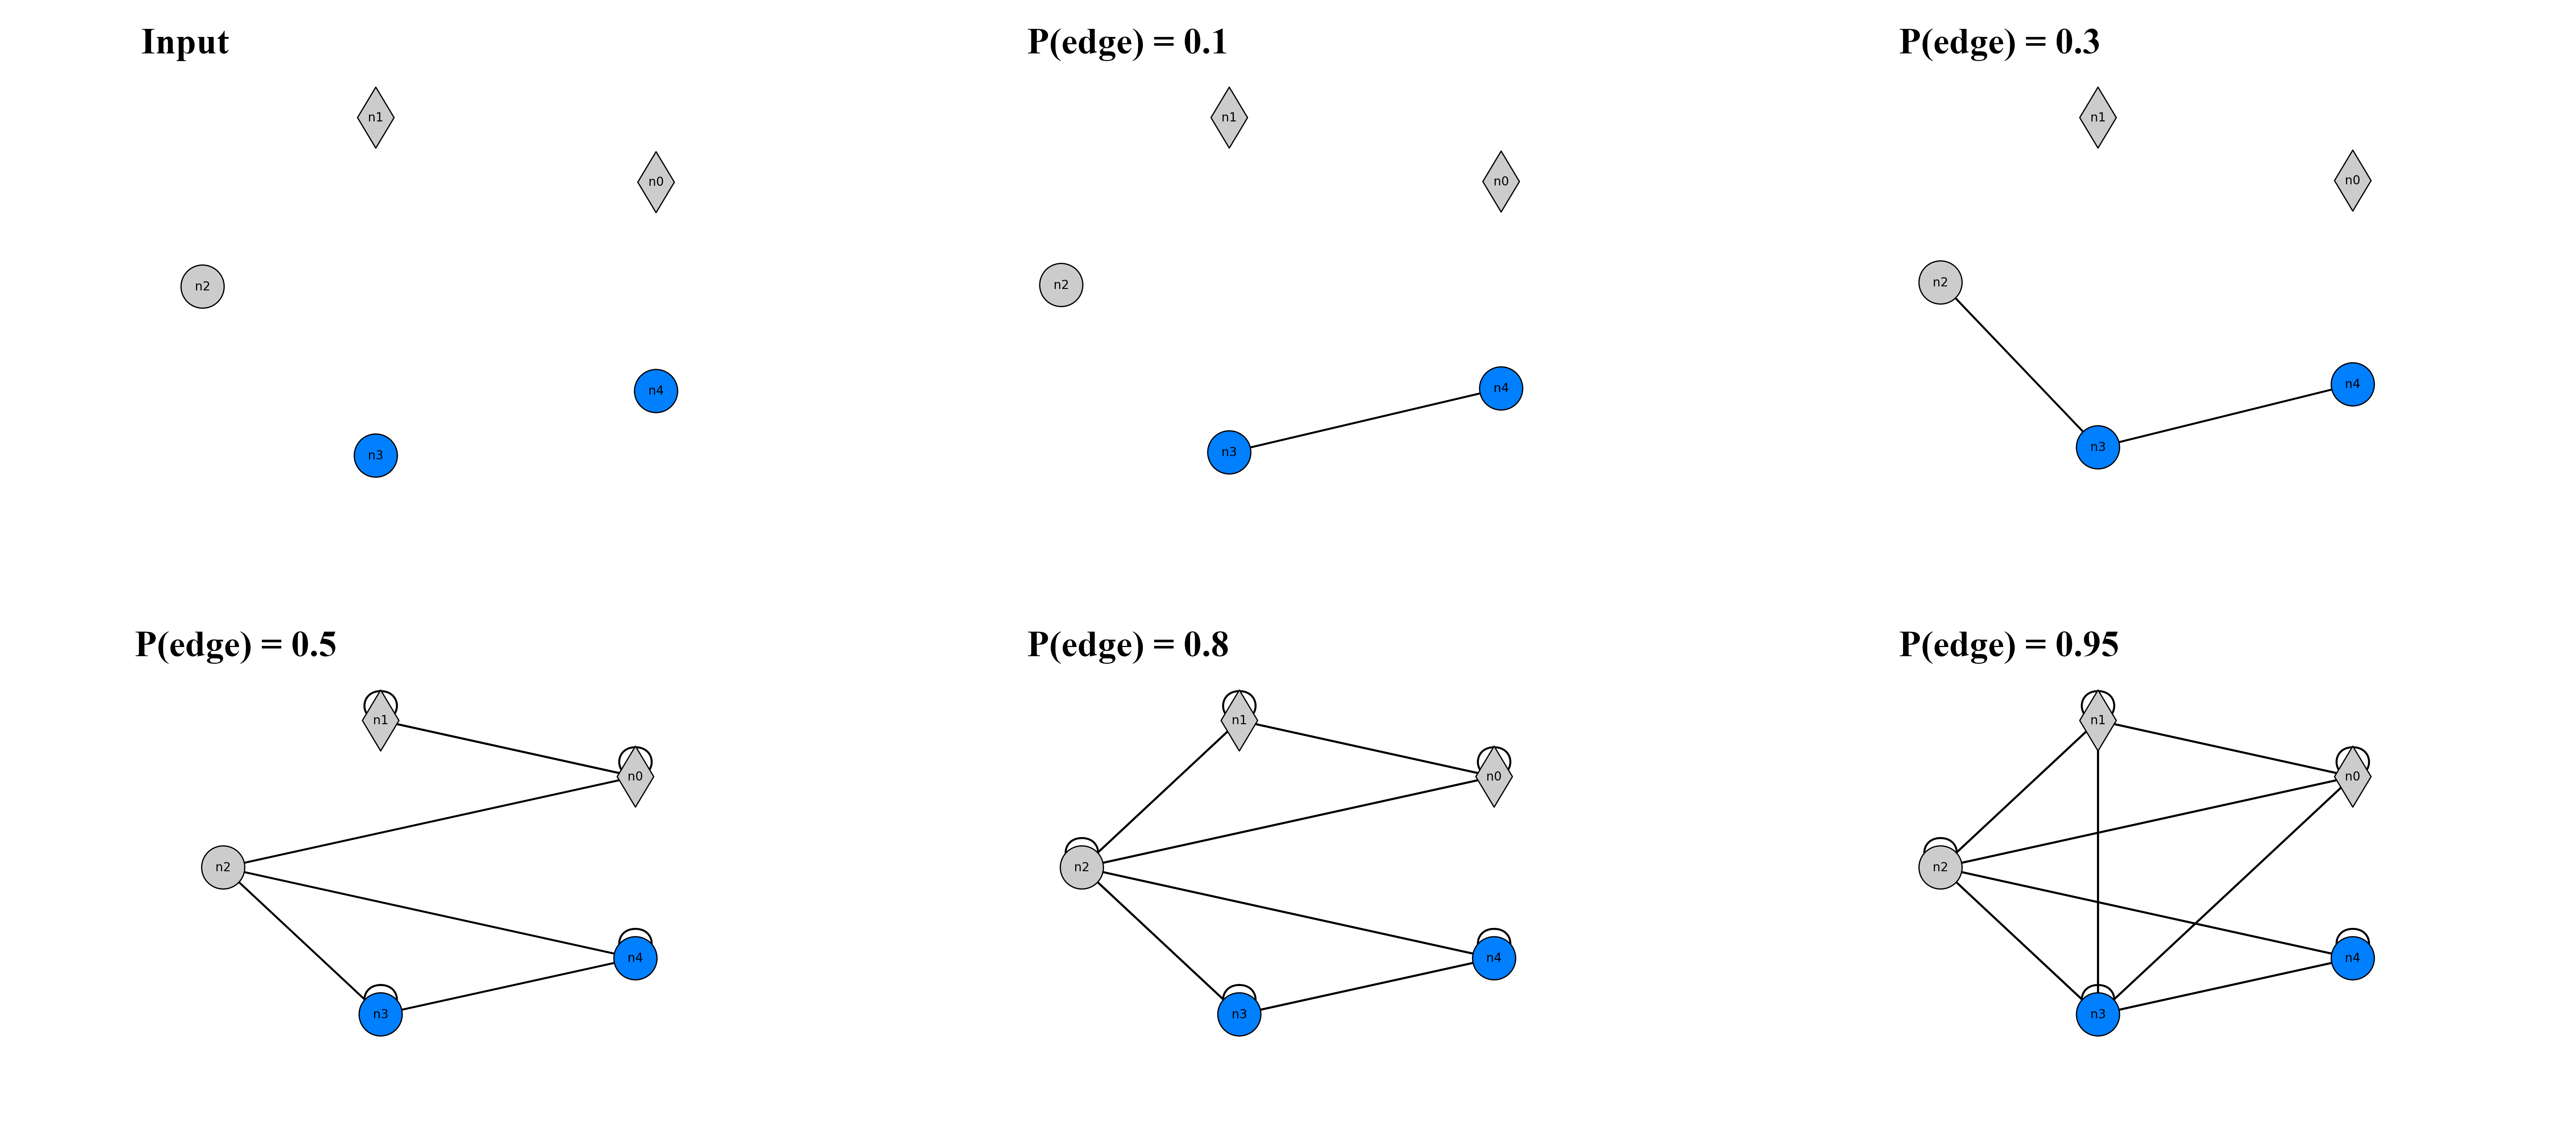 Input
P(edge) = 0.1
P(edge) = 0.3
n1
n0
n2
n4
n3
n1
n0
n2
n4
n3
n1
n0
n2
n4
n3
P(edge) = 0.5
P(edge) = 0.8
P(edge) = 0.95
n1
n0
n2
n4
n3
n1
n0
n2
n4
n3
n1
n0
n2
n4
n3